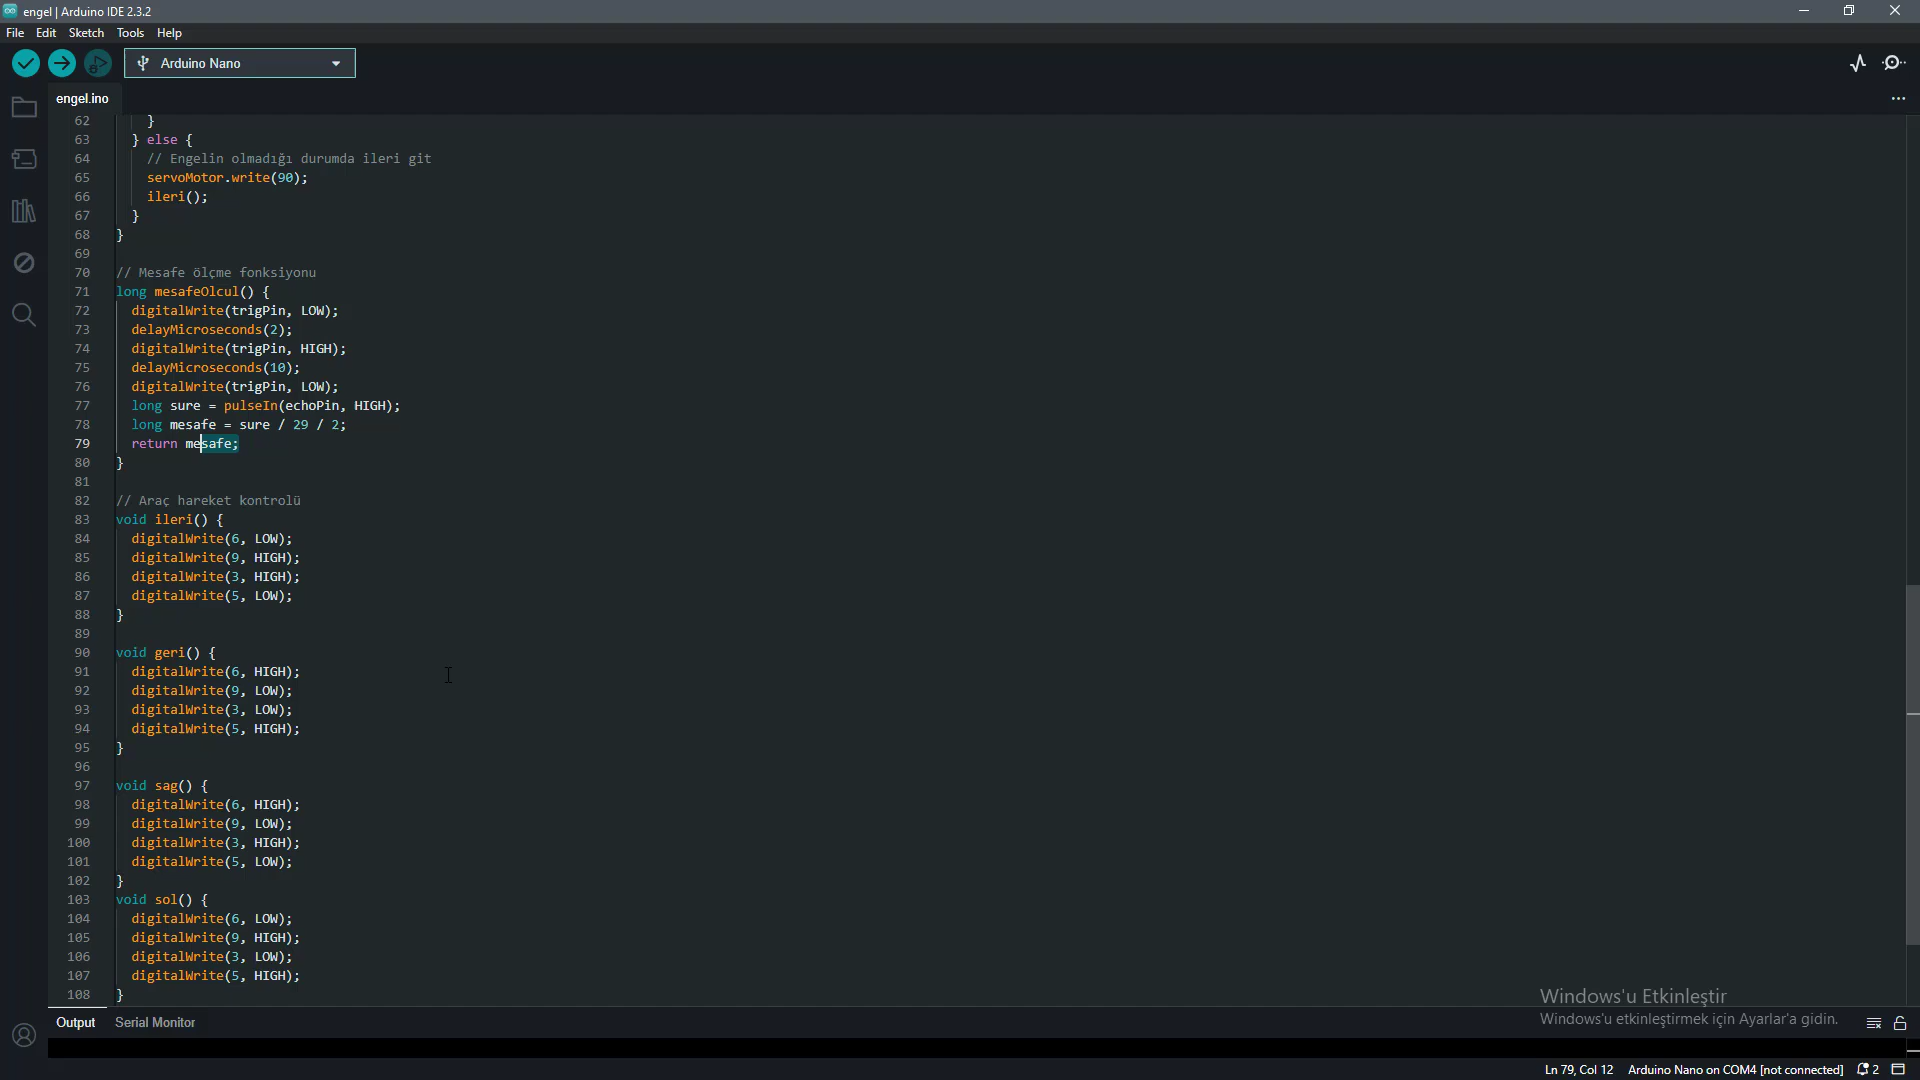 engel | Arduino IDE 2.3.2
File Edit Sketch Tools Help
Arduino Nano
engel.ino
62 }
63 } else {
64 // Engelin olmadığı durumda ileri git
65 servoMotor.write(90);
66 ileri();
67 }
68 }
69
70 // Mesafe ölçme fonksiyonu
71 long mesafeOlcul() {
72 digitalWrite(trigPin, LOW);
73 delayMicroseconds(2);
74 digitalWrite(trigPin, HIGH);
75 delayMicroseconds(10);
76 digitalWrite(trigPin, LOW);
77 long sure = pulseIn(echoPin, HIGH);
78 long mesafe = sure / 29 / 2;
79 return mesafe;
80 }
81
82 // Araç hareket kontrolü
83 void ileri() {
84 digitalWrite(6, LOW);
85 digitalWrite(9, HIGH);
86 digitalWrite(3, HIGH);
87 digitalWrite(5, LOW);
88 }
89
90 void geri() {
91 digitalWrite(6, HIGH);
92 digitalWrite(9, LOW);
93 digitalWrite(3, LOW);
94 digitalWrite(5, HIGH);
95 }
96
97 void sag() {
98 digitalWrite(6, HIGH);
99 digitalWrite(9, LOW);
100 digitalWrite(3, HIGH);
101 digitalWrite(5, LOW);
102 }
103 void sol() {
104 digitalWrite(6, LOW);
105 digitalWrite(9, HIGH);
106 digitalWrite(3, LOW);
107 digitalWrite(5, HIGH);
108 }
Windows'u Etkinleştir
Windows'u etkinleştirmek için Ayarlar'a gidin.
Output Serial Monitor
Ln 79, Col 12 Arduino Nano on COM4 [not connected] 2